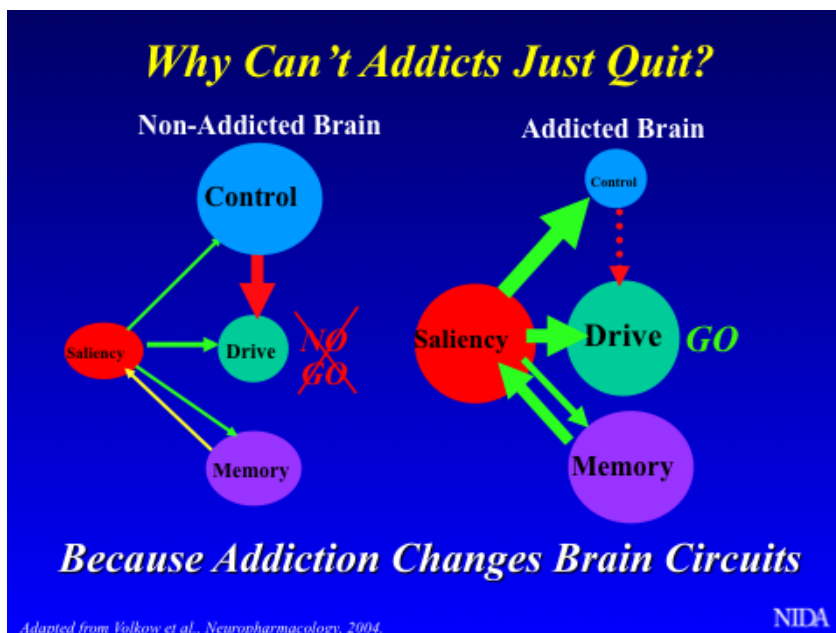 Why Can't Addicts Just Quit?
Non-Addicted Brain
Control
Saliency
Drive
NO
GO
Memory
Addicted Brain
Control
Saliency
Drive
GO
Memory
Because Addiction Changes Brain Circuits
Adapted from Volkow et al., Neuropharmacology, 2004.
NIDA